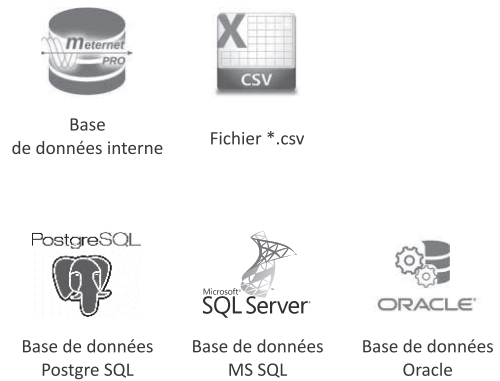 meternet
PRO
Base
de données interne
X
CSV
Fichier *.csv
PostgreSQL
Base de données
Postgre SQL
Microsoft®
SQL Server®
Base de données
MS SQL
ORACLE®
Base de données
Oracle